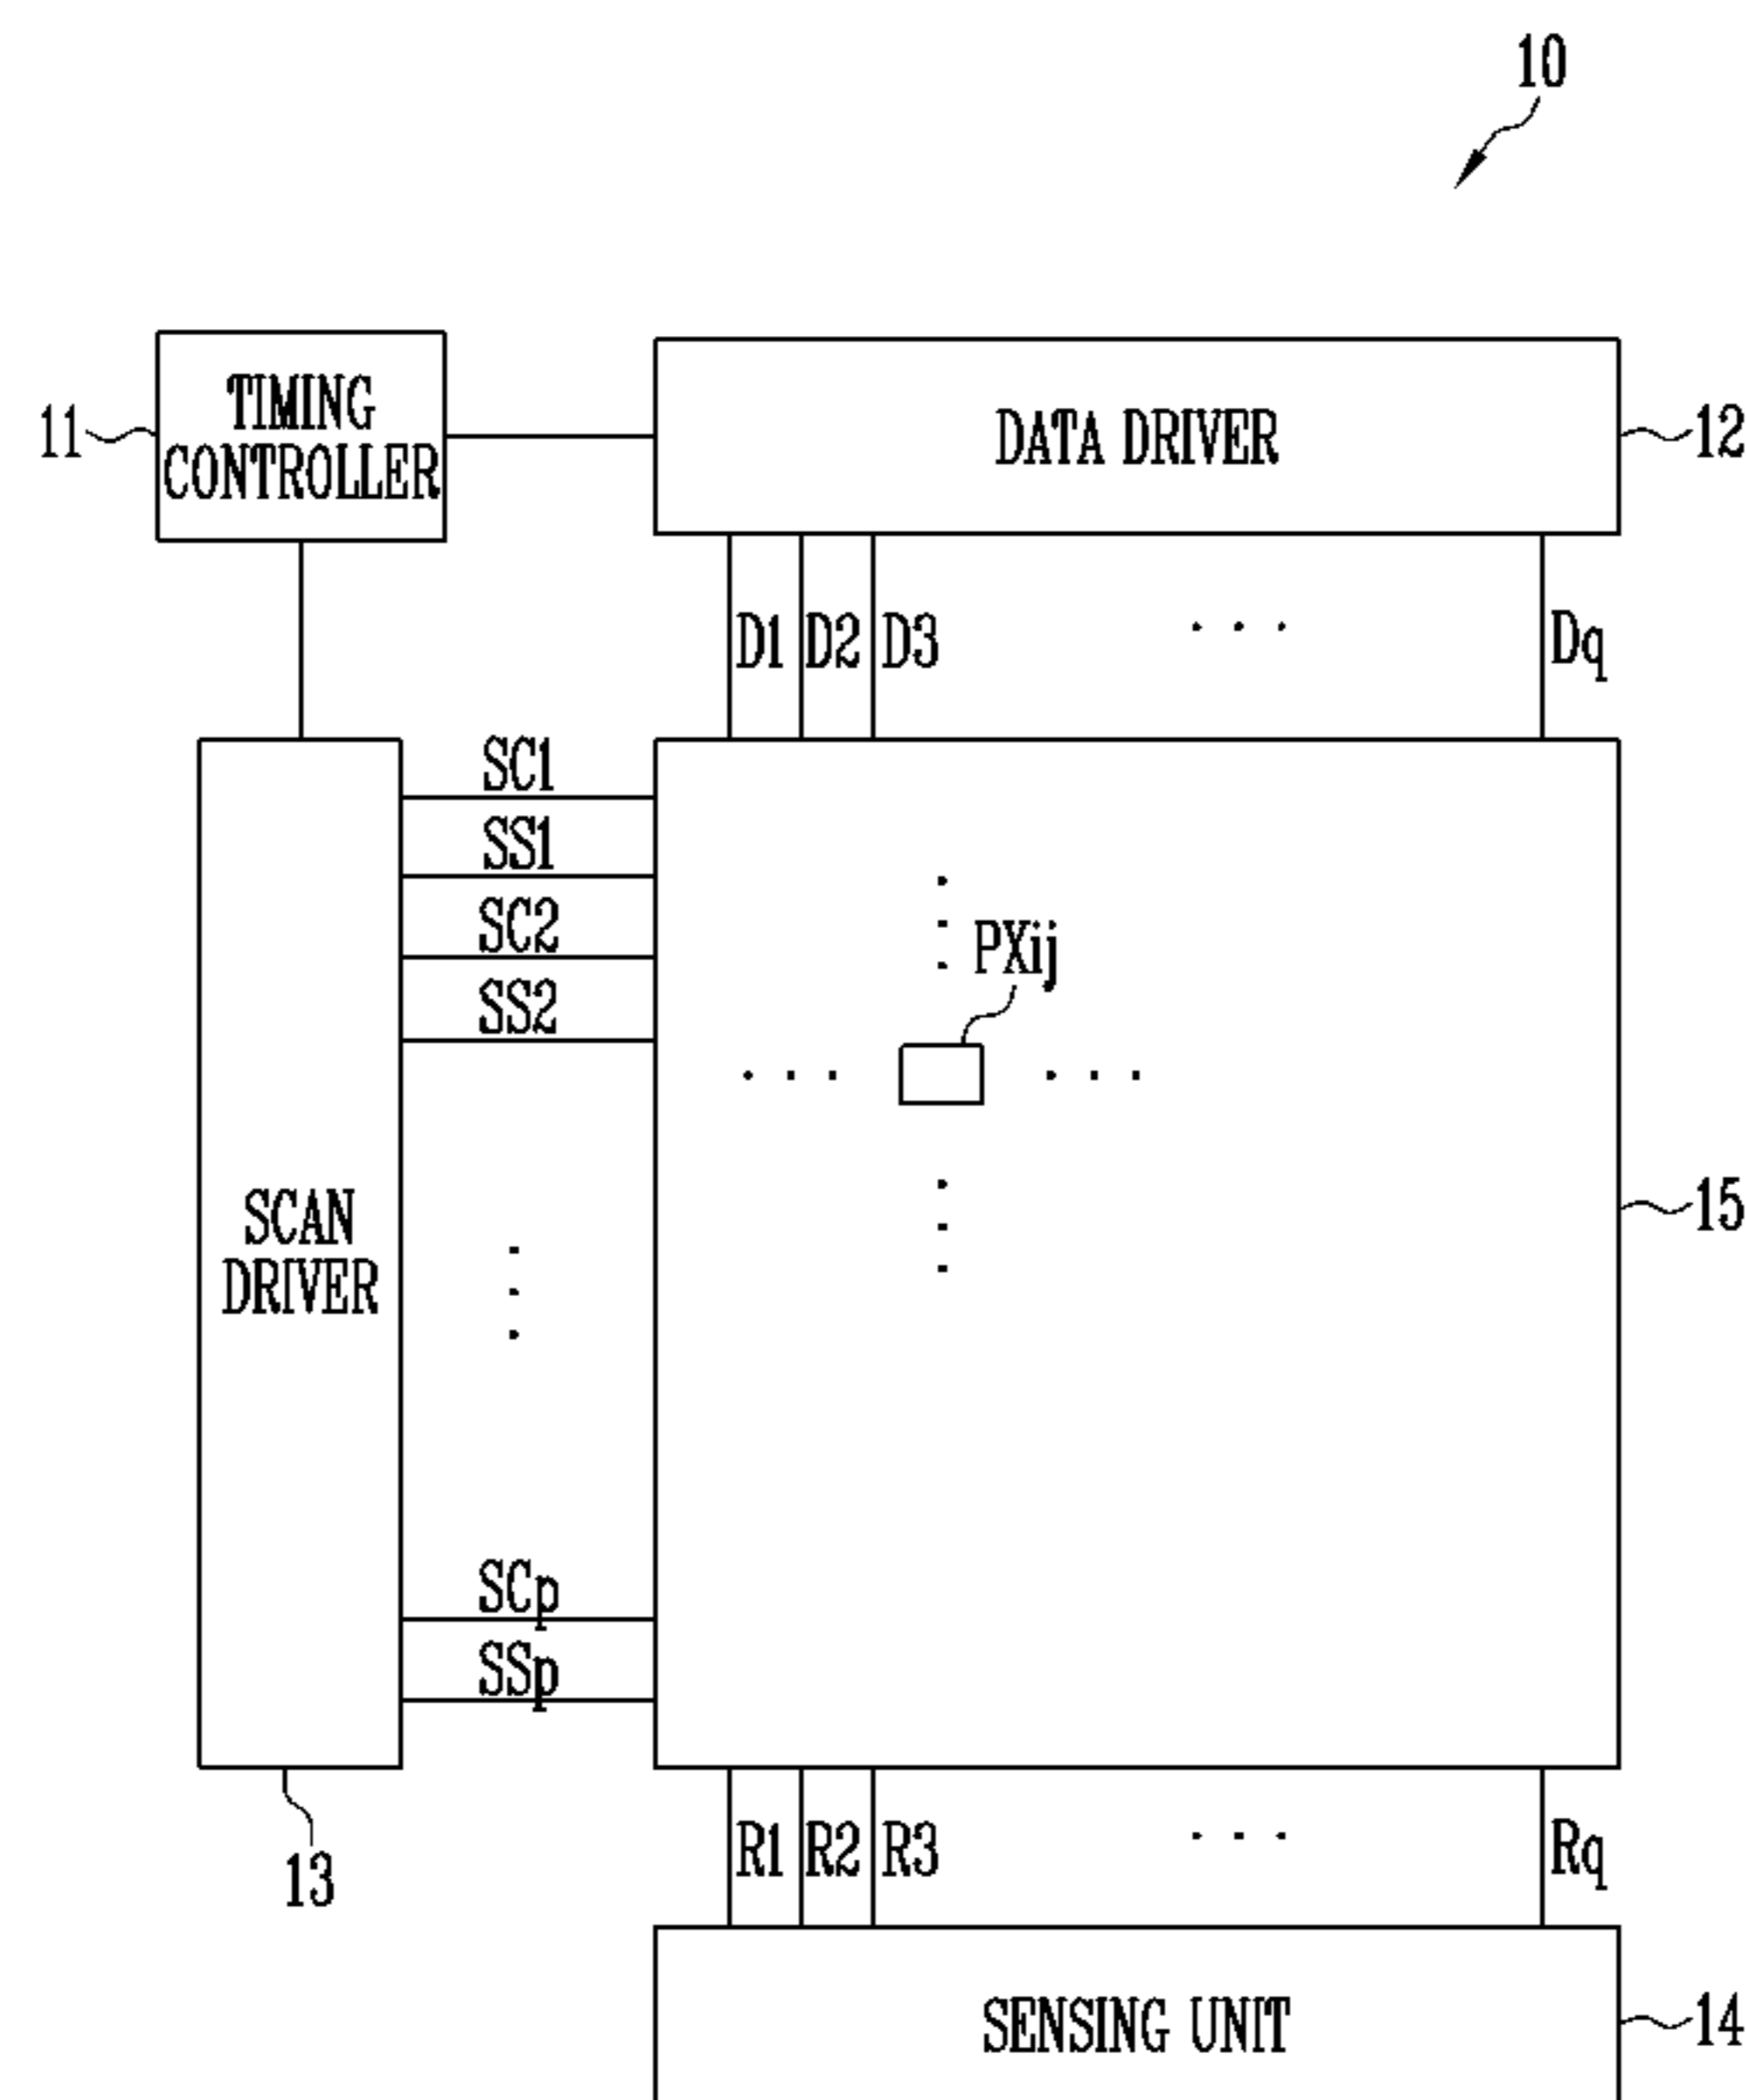 10
TIMING
CONTROLLER
11
DATA DRIVER
12
D1 D2 D3 . . . Dq
SC1
SS1
SC2
SS2
PXij
SCAN
DRIVER
15
SCp
SSp
R1 R2 R3 . . . Rq
13
SENSING UNIT
14